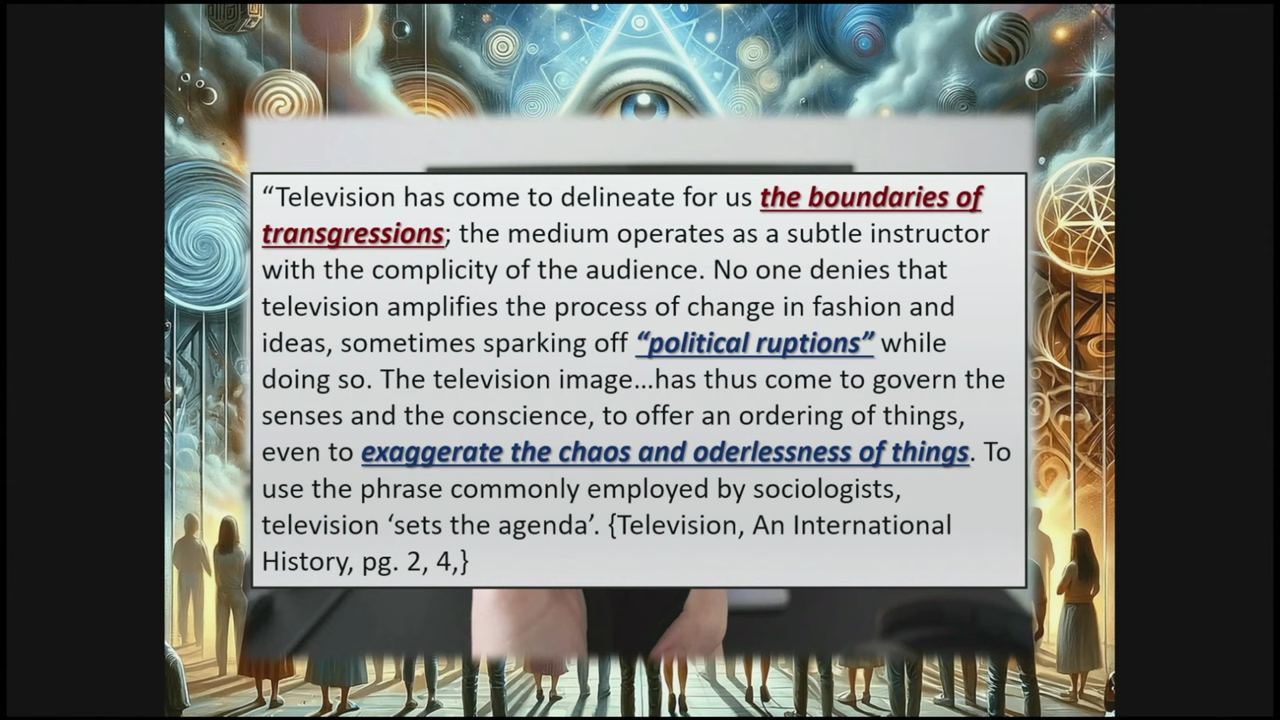 “Television has come to delineate for us the boundaries of
transgressions; the medium operates as a subtle instructor
with the complicity of the audience. No one denies that
television amplifies the process of change in fashion and
ideas, sometimes sparking off “political ruptions” while
doing so. The television image...has thus come to govern the
senses and the conscience, to offer an ordering of things,
even to exaggerate the chaos and oderlessness of things. To
use the phrase commonly employed by sociologists,
television ‘sets the agenda’. {Television, An International
History, pg. 2, 4,}